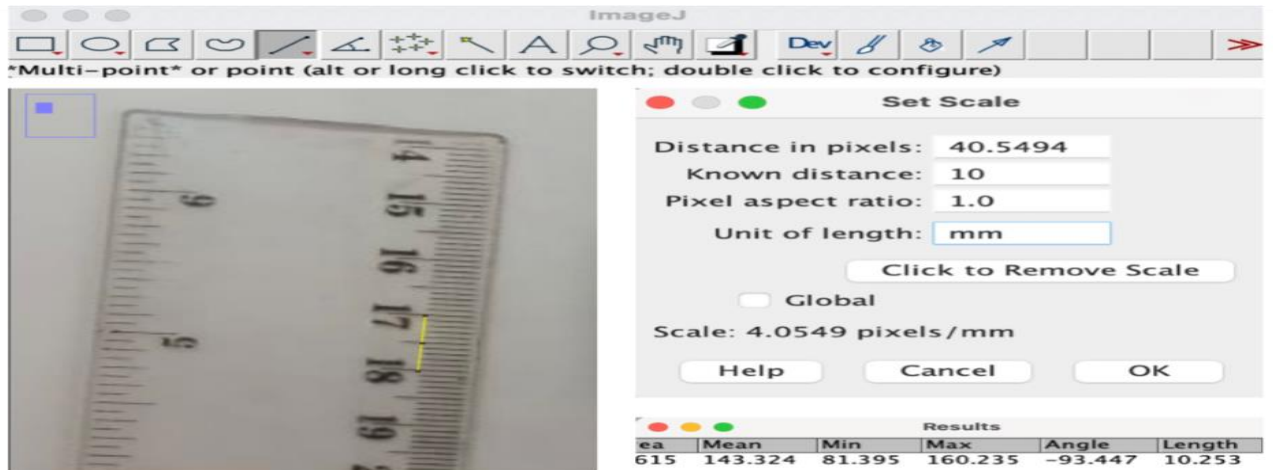 ImageJ
A
Dev
*Multi-point* or point (alt or long click to switch; double click to configure)
14
15
16
17
18
19
2
6
5
Set Scale
Distance in pixels: 40.5494
Known distance: 10
Pixel aspect ratio: 1.0
Unit of length: mm
Click to Remove Scale
Global
Scale: 4.0549 pixels/mm
Help Cancel OK
Results
ea Mean Min Max Angle Length
615 143.324 81.395 160.235 -93.447 10.253